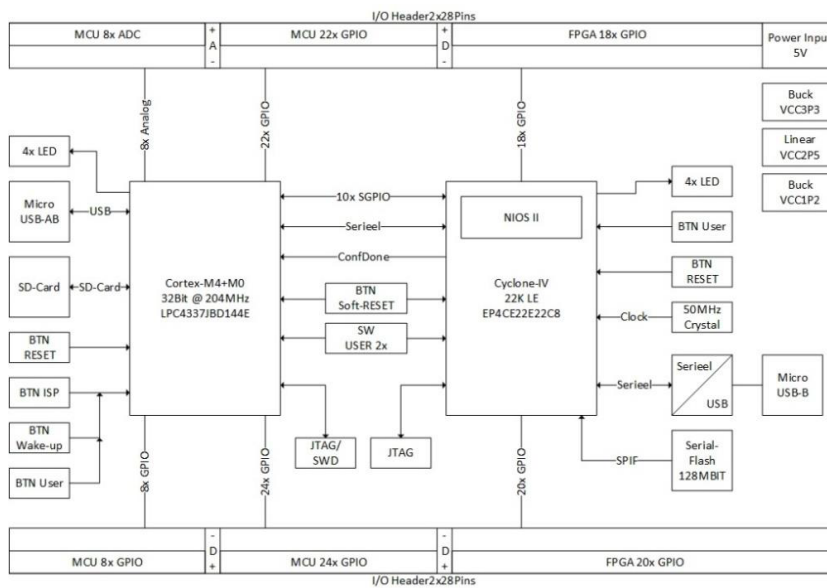 I/O Header2x28Pins
MCU 8x ADC
+
A
-
MCU 22x GPIO
+
D
-
FPGA 18x GPIO
Power Input
5V
Buck
VCC3P3
Linear
VCC2P5
Buck
VCC1P2
8x Analog
22x GPIO
18x GPIO
4x LED
Micro
USB-AB
USB
SD-Card
SD-Card
BTN
RESET
BTN ISP
BTN
Wake-up
BTN User
Cortex-M4+M0
32Bit @ 204MHz
LPC4337JBD144E
10x SGPIO
Serieel
ConfDone
BTN
Soft-RESET
SW
USER 2x
JTAG/
SWD
JTAG
NIOS II
Cyclone-IV
22K LE
EP4CE22E22C8
4x LED
BTN User
BTN
RESET
Clock
50MHz
Crystal
Serieel
Serieel
USB
Micro
USB-B
SPIF
Serial-
Flash
128MBIT
8x GPIO
24x GPIO
20x GPIO
MCU 8x GPIO
-
D
+
MCU 24x GPIO
-
D
+
FPGA 20x GPIO
I/O Header2x28Pins